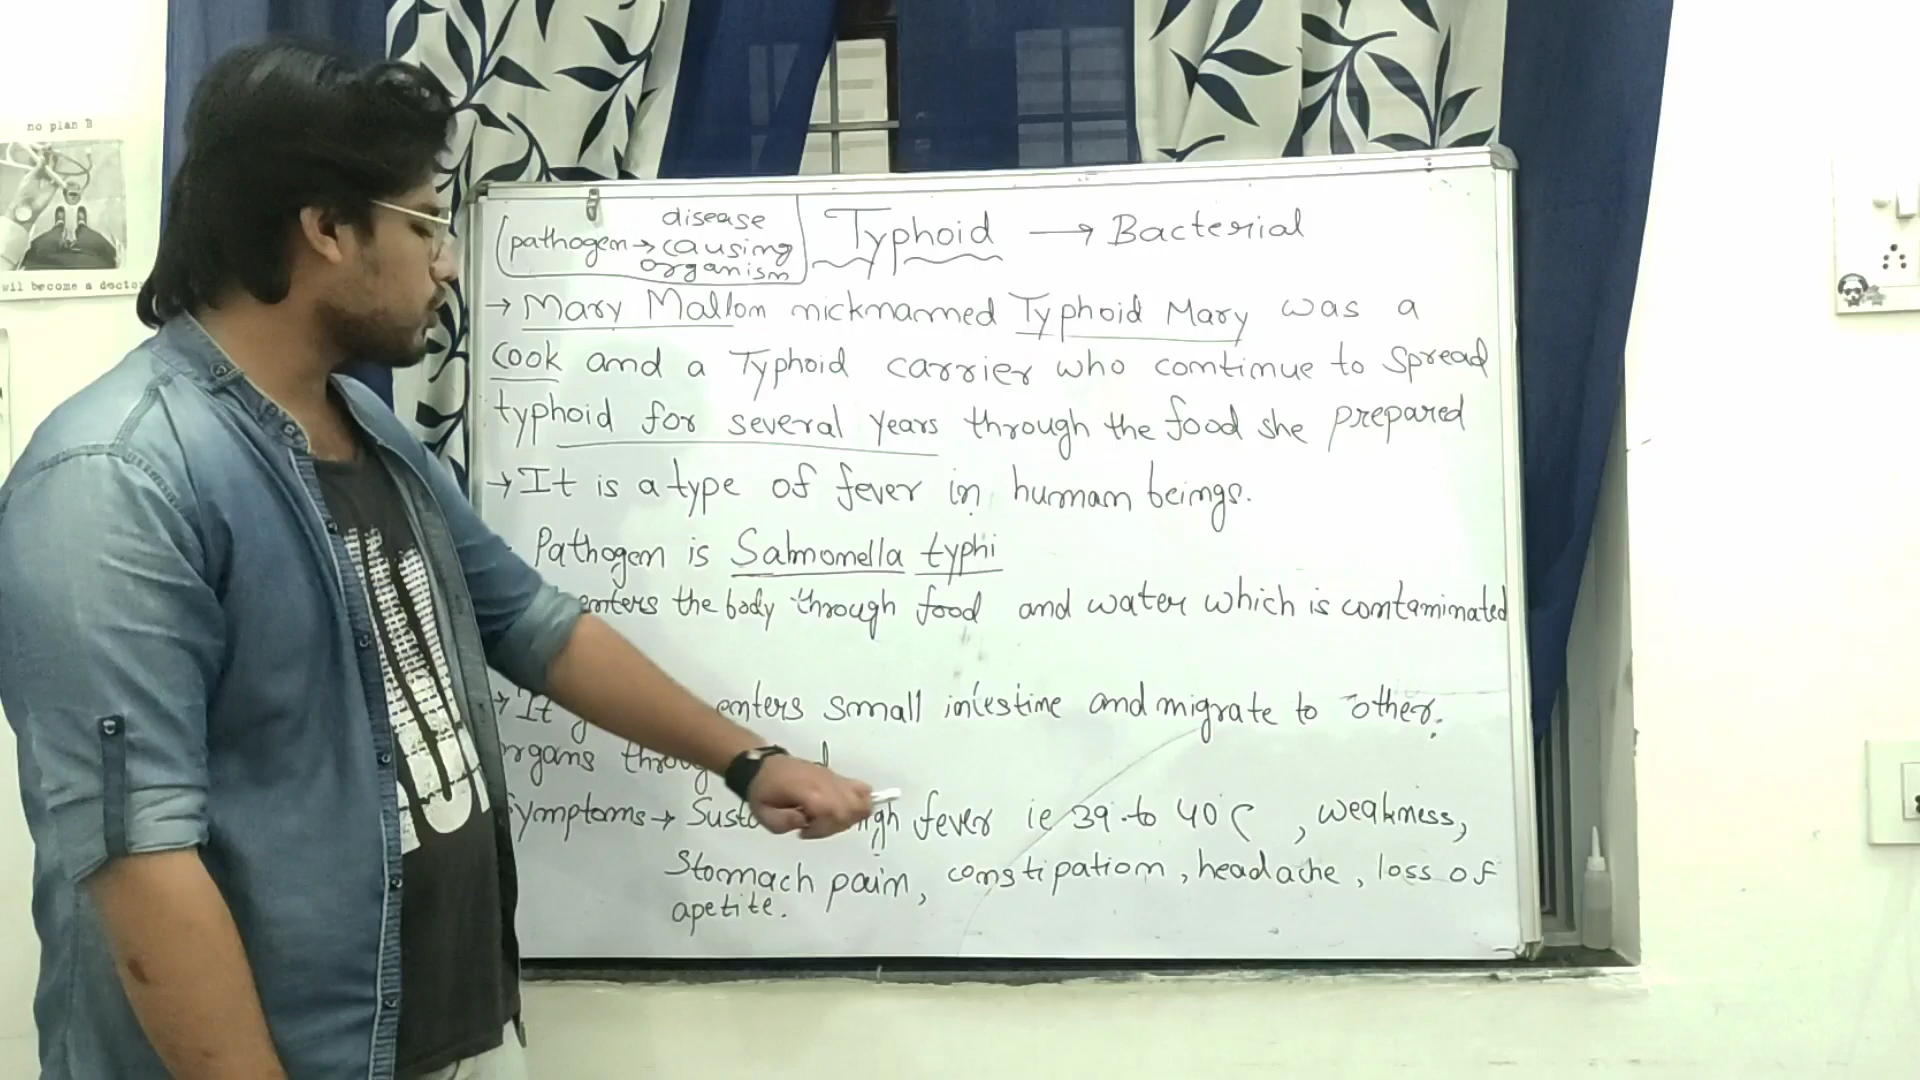 no plan B
wil become a docto
disease
(pathogen → causing
organism
Typhoid → Bacterial
→ Mary Mallon nickmanned Typhoid Mary was a
cook and a Typhoid carrier who continue to spread
typhoid for several years through the food she prepared
→ It is a type of fever in human beings.
Pathogen is Salmonella typhi
enters the body through food and water which is contaminated
→ It enters small intestine and migrate to other.
organs
Symptoms → high fever ie 39 to 40 C , weakness,
Stomach pain, constipation, headache, loss of
apetite.